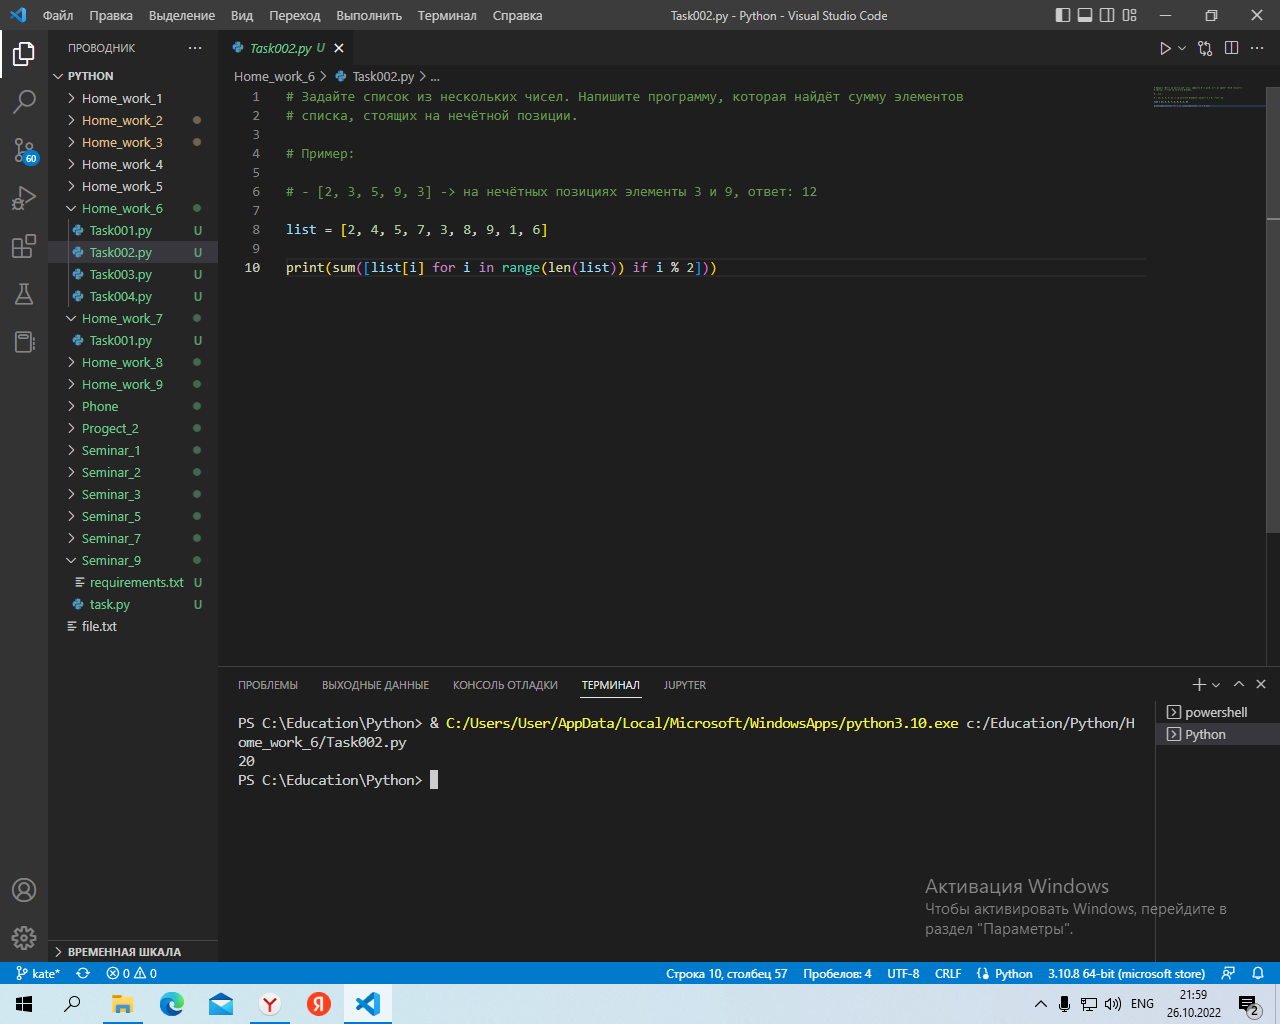 Файл Правка Выделение Вид Переход Выполнить Терминал Справка Task002.py - Python - Visual Studio Code
ПРОВОДНИК ··· Task002.py U
Home_work_6 > Task002.py > ...
PYTHON
Home_work_1
Home_work_2
Home_work_3
Home_work_4
Home_work_5
Home_work_6
Task001.py U
Task002.py U
Task003.py U
Task004.py U
Home_work_7
Task001.py U
Home_work_8
Home_work_9
Phone
Progect_2
Seminar_1
Seminar_2
Seminar_3
Seminar_5
Seminar_7
Seminar_9
requirements.txt U
task.py U
file.txt
ВРЕМЕННАЯ ШКАЛА
60
1 # Задайте список из нескольких чисел. Напишите программу, которая найдёт сумму элементов
2 # списка, стоящих на нечётной позиции.
3
4 # Пример:
5
6 # - [2, 3, 5, 9, 3] -> на нечётных позициях элементы 3 и 9, ответ: 12
7
8 list = [2, 4, 5, 7, 3, 8, 9, 1, 6]
9
10 print(sum([list[i] for i in range(len(list)) if i % 2]))
ПРОБЛЕМЫ ВЫХОДНЫЕ ДАННЫЕ КОНСОЛЬ ОТЛАДКИ ТЕРМИНАЛ JUPYTER
PS C:\Education\Python> & C:/Users/User/AppData/Local/Microsoft/WindowsApps/python3.10.exe c:/Education/Python/H
ome_work_6/Task002.py
20
PS C:\Education\Python>
powershell
Python
Активация Windows
Чтобы активировать Windows, перейдите в
раздел "Параметры".
kate* 0 0 Строка 10, столбец 57 Пробелов: 4 UTF-8 CRLF Python 3.10.8 64-bit (microsoft store)
Y Я ENG 21:59
26.10.2022 2